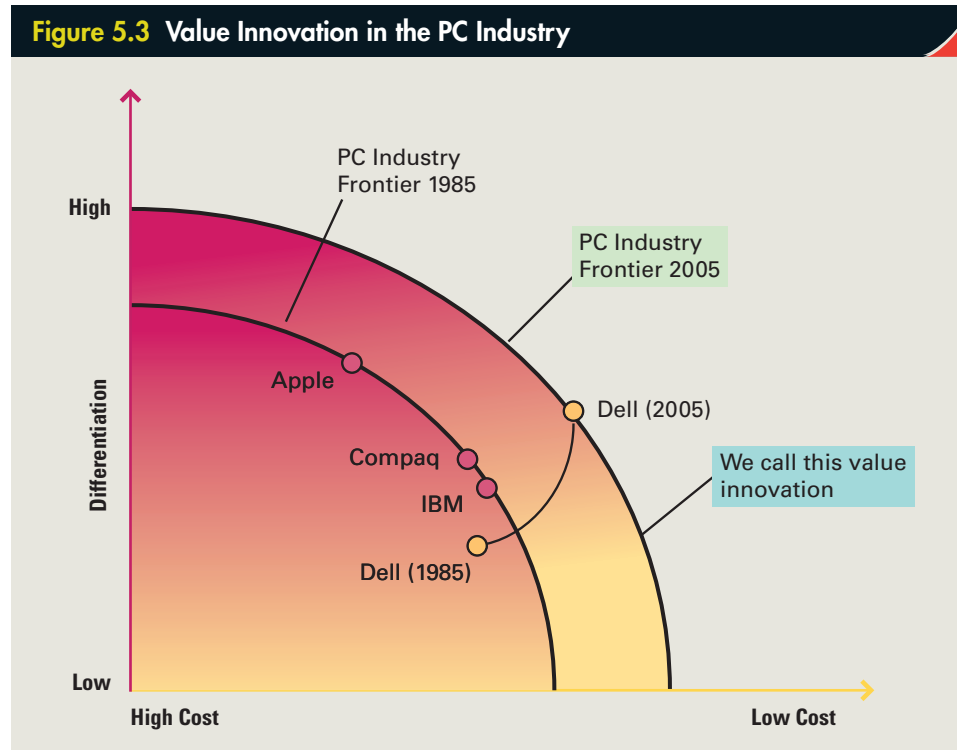 Figure 5.3 Value Innovation in the PC Industry
PC Industry
Frontier 1985
High
PC Industry
Frontier 2005
Apple
Dell (2005)
Differentiation
Compaq
We call this value
innovation
IBM
Dell (1985)
Low
High Cost
Low Cost